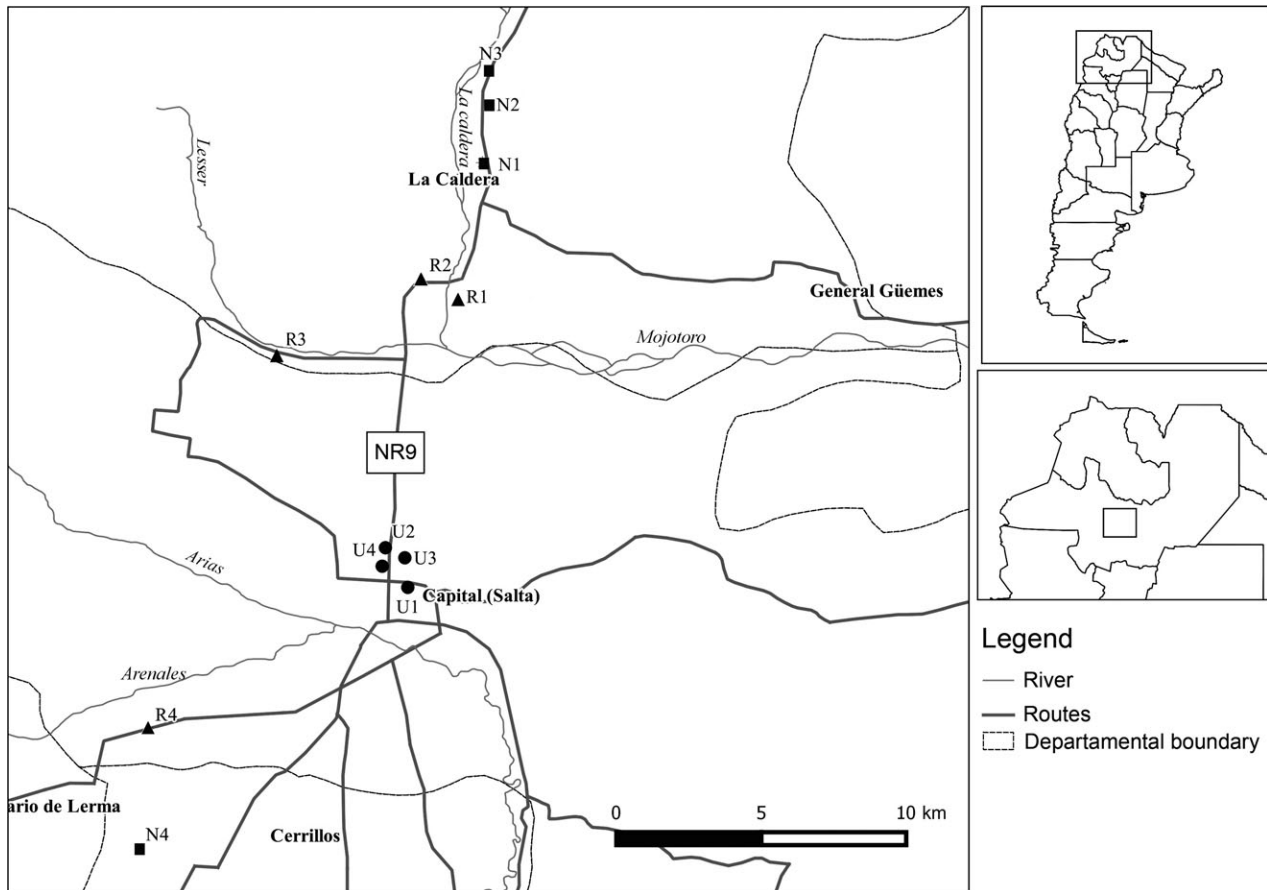 N3
N2
La caldera
N1
La Caldera
Lesser
R2
R1
General Güemes
R3
Mojotoro
NR9
U2
U4
U3
Arias
U1
Capital (Salta)
Arenales
R4
ario de Lerma
N4
Cerrillos
0 5 10 km
Legend
River
Routes
Departamental boundary